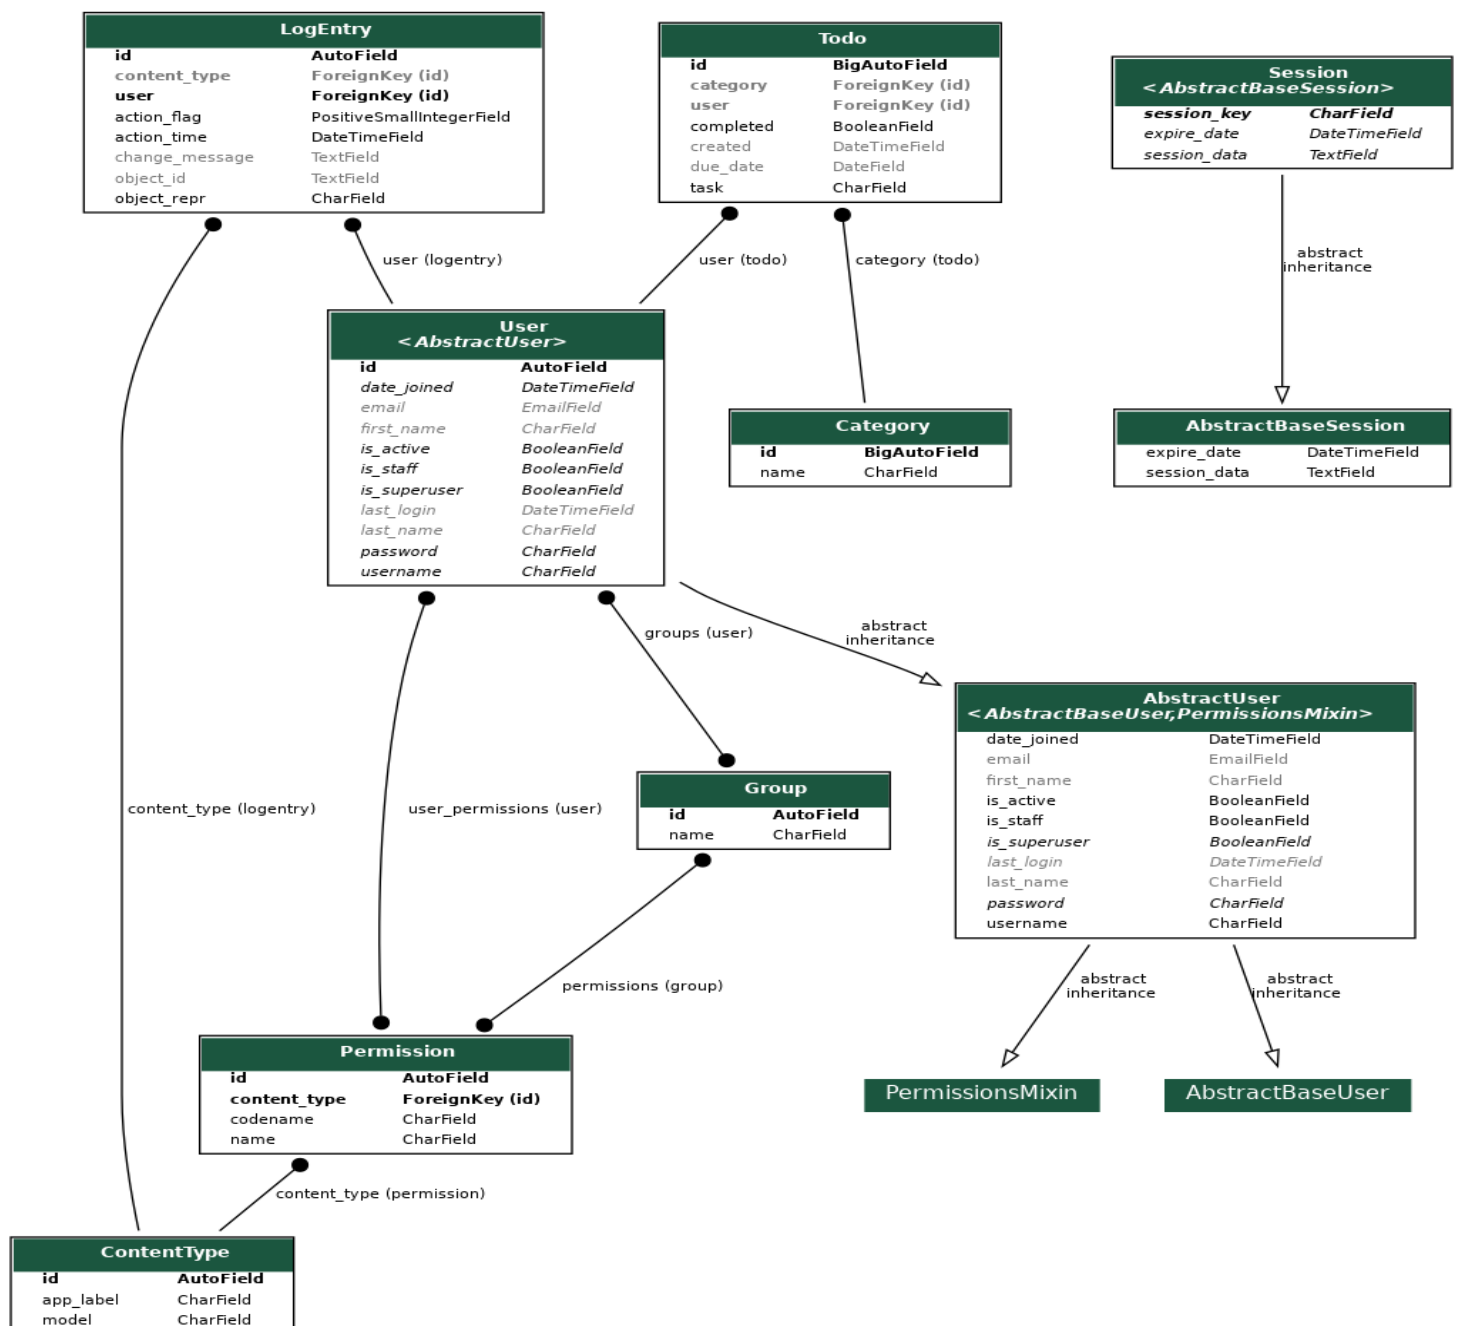 LogEntry
id AutoField
content_type ForeignKey (id)
user ForeignKey (id)
action_flag PositiveSmallIntegerField
action_time DateTimeField
change_message TextField
object_id TextField
object_repr CharField
Todo
id BigAutoField
category ForeignKey (id)
user ForeignKey (id)
completed BooleanField
created DateTimeField
due_date DateField
task CharField
Session
<AbstractBaseSession>
session_key CharField
expire_date DateTimeField
session_data TextField
user (logentry)
user (todo)
category (todo)
abstract
inheritance
User
<AbstractUser>
id AutoField
date_joined DateTimeField
email EmailField
first_name CharField
is_active BooleanField
is_staff BooleanField
is_superuser BooleanField
last_login DateTimeField
last_name CharField
password CharField
username CharField
Category
id BigAutoField
name CharField
AbstractBaseSession
expire_date DateTimeField
session_data TextField
groups (user)
abstract
inheritance
AbstractUser
<AbstractBaseUser,PermissionsMixin>
date_joined DateTimeField
email EmailField
first_name CharField
is_active BooleanField
is_staff BooleanField
is_superuser BooleanField
last_login DateTimeField
last_name CharField
password CharField
username CharField
content_type (logentry)
user_permissions (user)
Group
id AutoField
name CharField
permissions (group)
abstract
inheritance
abstract
inheritance
Permission
id AutoField
content_type ForeignKey (id)
codename CharField
name CharField
PermissionsMixin
AbstractBaseUser
content_type (permission)
ContentType
id AutoField
app_label CharField
model CharField